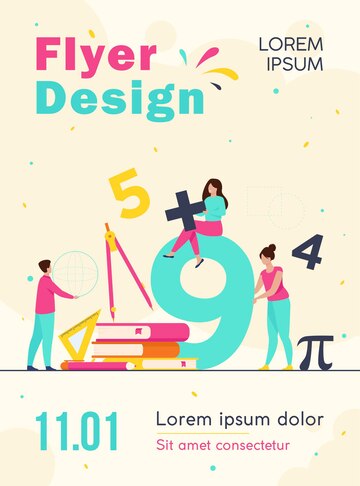 Flyer
Design
LOREM
IPSUM
5
+
9
4
π
11.01
Lorem ipsum dolor
Sit amet consectetur